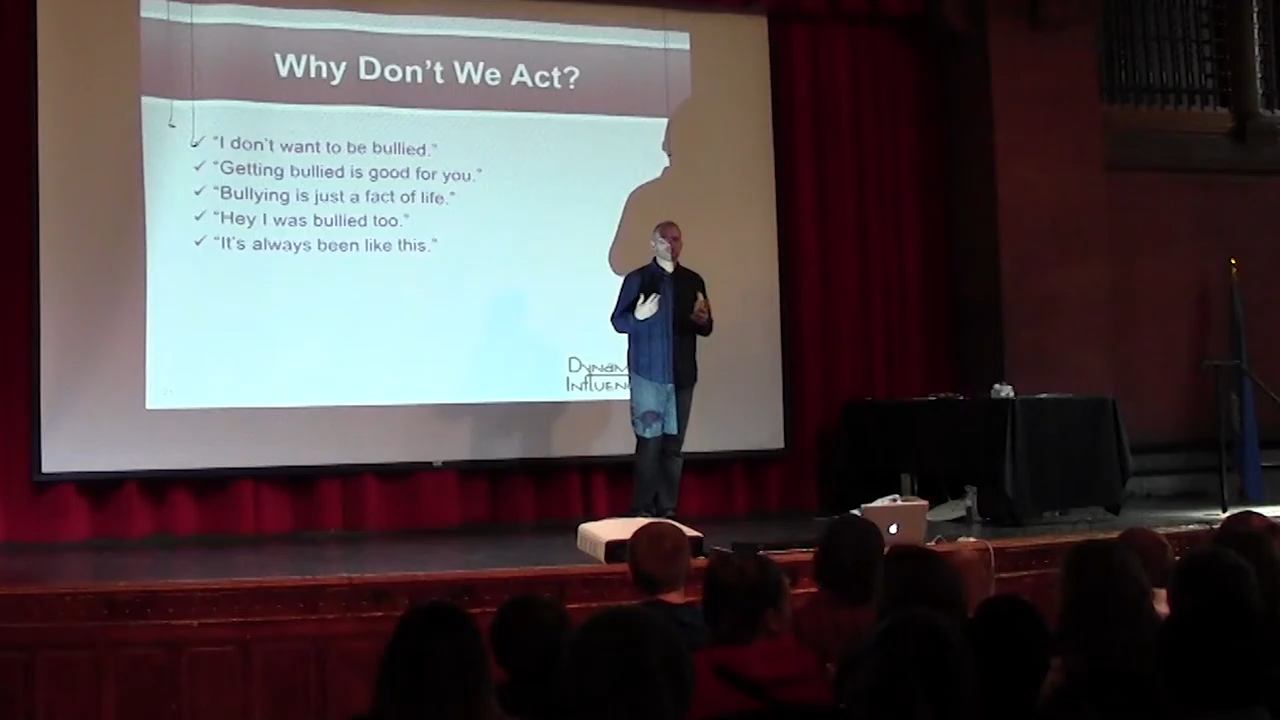 Why Don't We Act?
✓ "I don't want to be bullied."
✓ "Getting bullied is good for you."
✓ "Bullying is just a fact of life."
✓ "Hey I was bullied too."
✓ "It's always been like this."